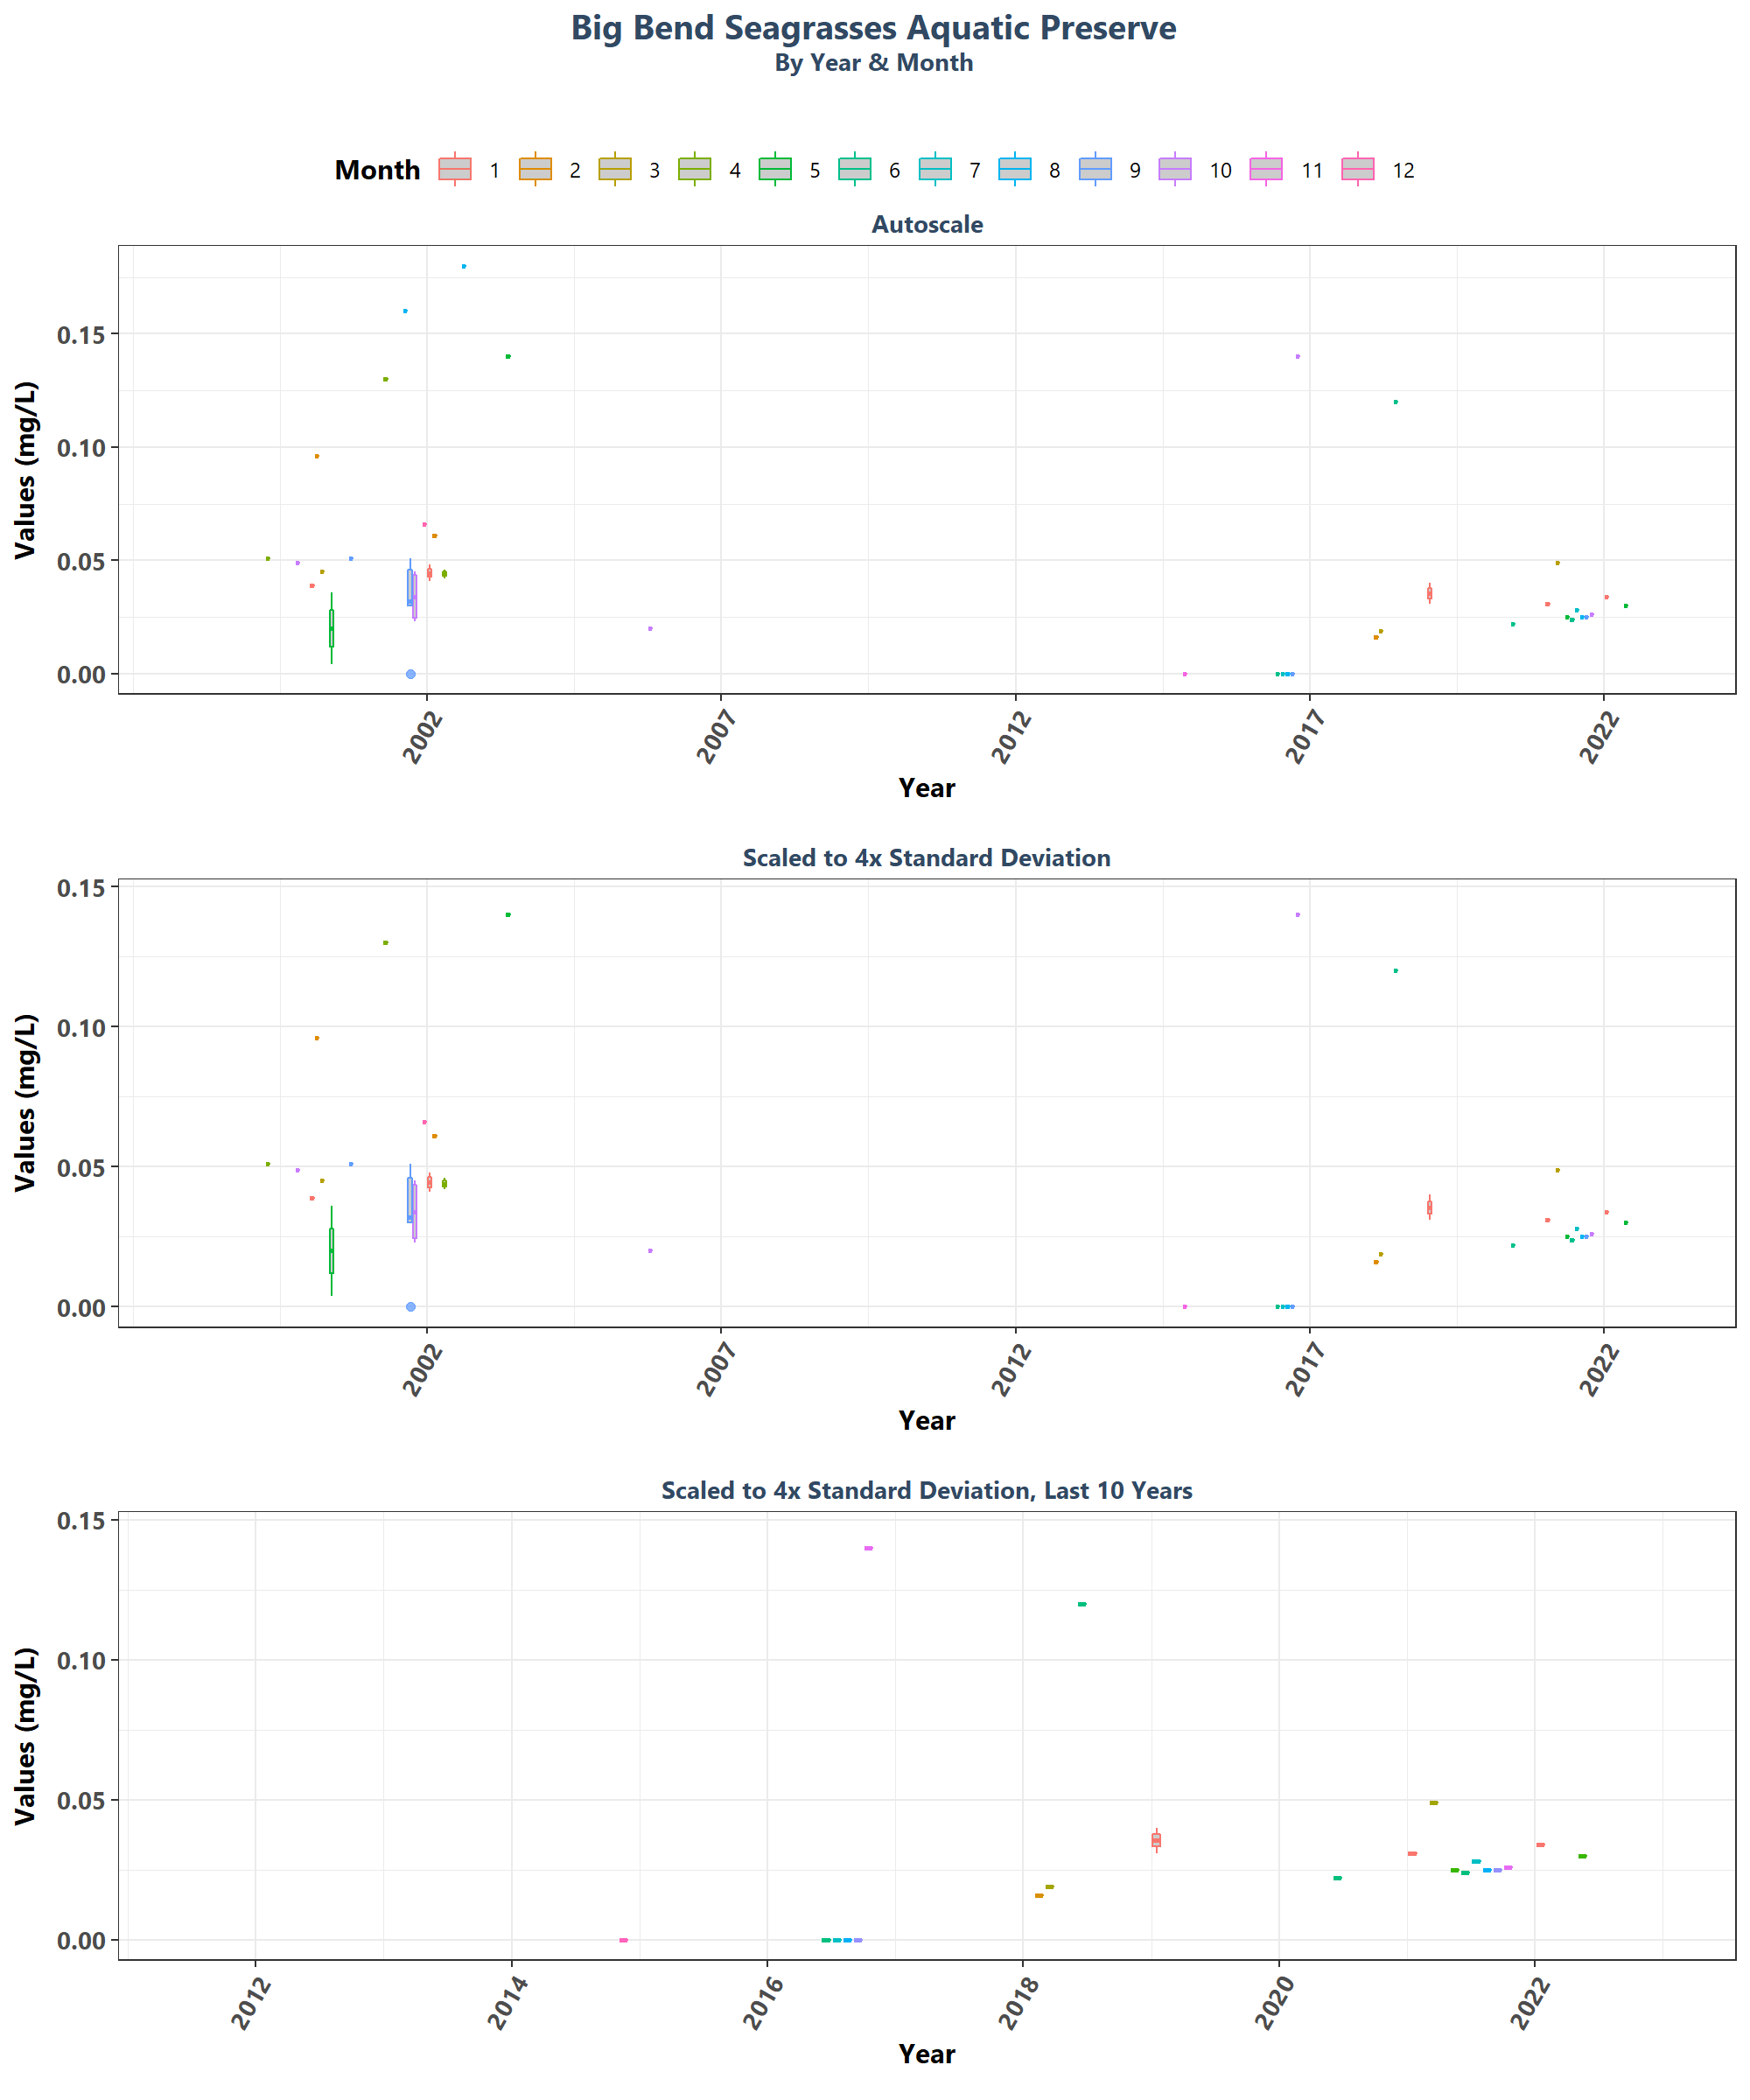 Big Bend Seagrasses Aquatic Preserve
By Year & Month
Month 1 2 3 4 5 6 7 8 9 10 11 12
Autoscale
Values (mg/L)
0.15
0.10
0.05
0.00
2002 2007 2012 2017 2022
Year
Scaled to 4x Standard Deviation
Values (mg/L)
0.15
0.10
0.05
0.00
2002 2007 2012 2017 2022
Year
Scaled to 4x Standard Deviation, Last 10 Years
Values (mg/L)
0.15
0.10
0.05
0.00
2012 2014 2016 2018 2020 2022
Year